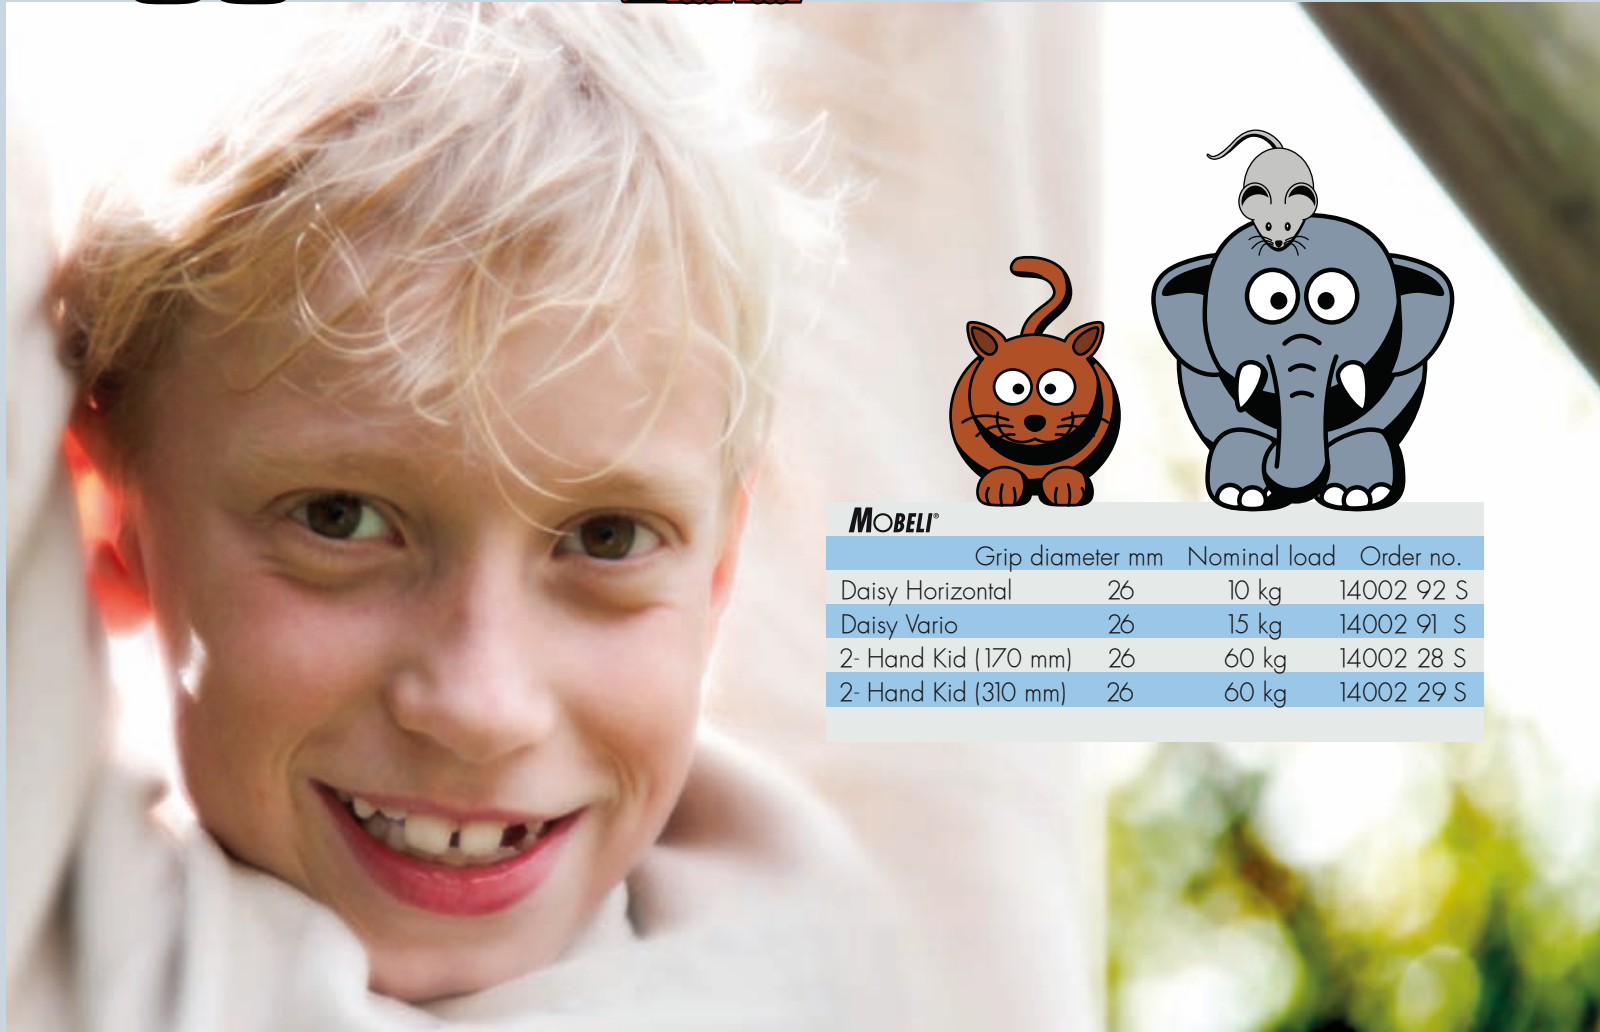 MOBELI®
Grip diameter mm Nominal load Order no.
Daisy Horizontal 26 10 kg 14002 92 S
Daisy Vario 26 15 kg 14002 91 S
2- Hand Kid (170 mm) 26 60 kg 14002 28 S
2- Hand Kid (310 mm) 26 60 kg 14002 29 S